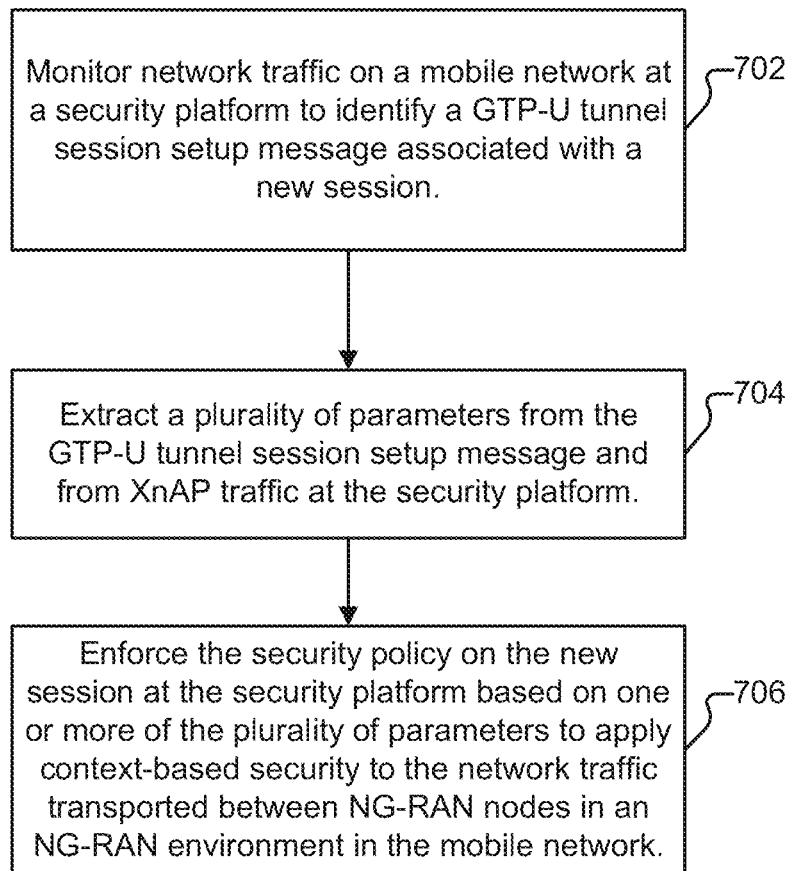 Monitor network traffic on a mobile network at
a security platform to identify a GTP-U tunnel
session setup message associated with a
new session.
702
Extract a plurality of parameters from the
GTP-U tunnel session setup message and
from XnAP traffic at the security platform.
704
Enforce the security policy on the new
session at the security platform based on one
or more of the plurality of parameters to apply
context-based security to the network traffic
transported between NG-RAN nodes in an
NG-RAN environment in the mobile network.
706